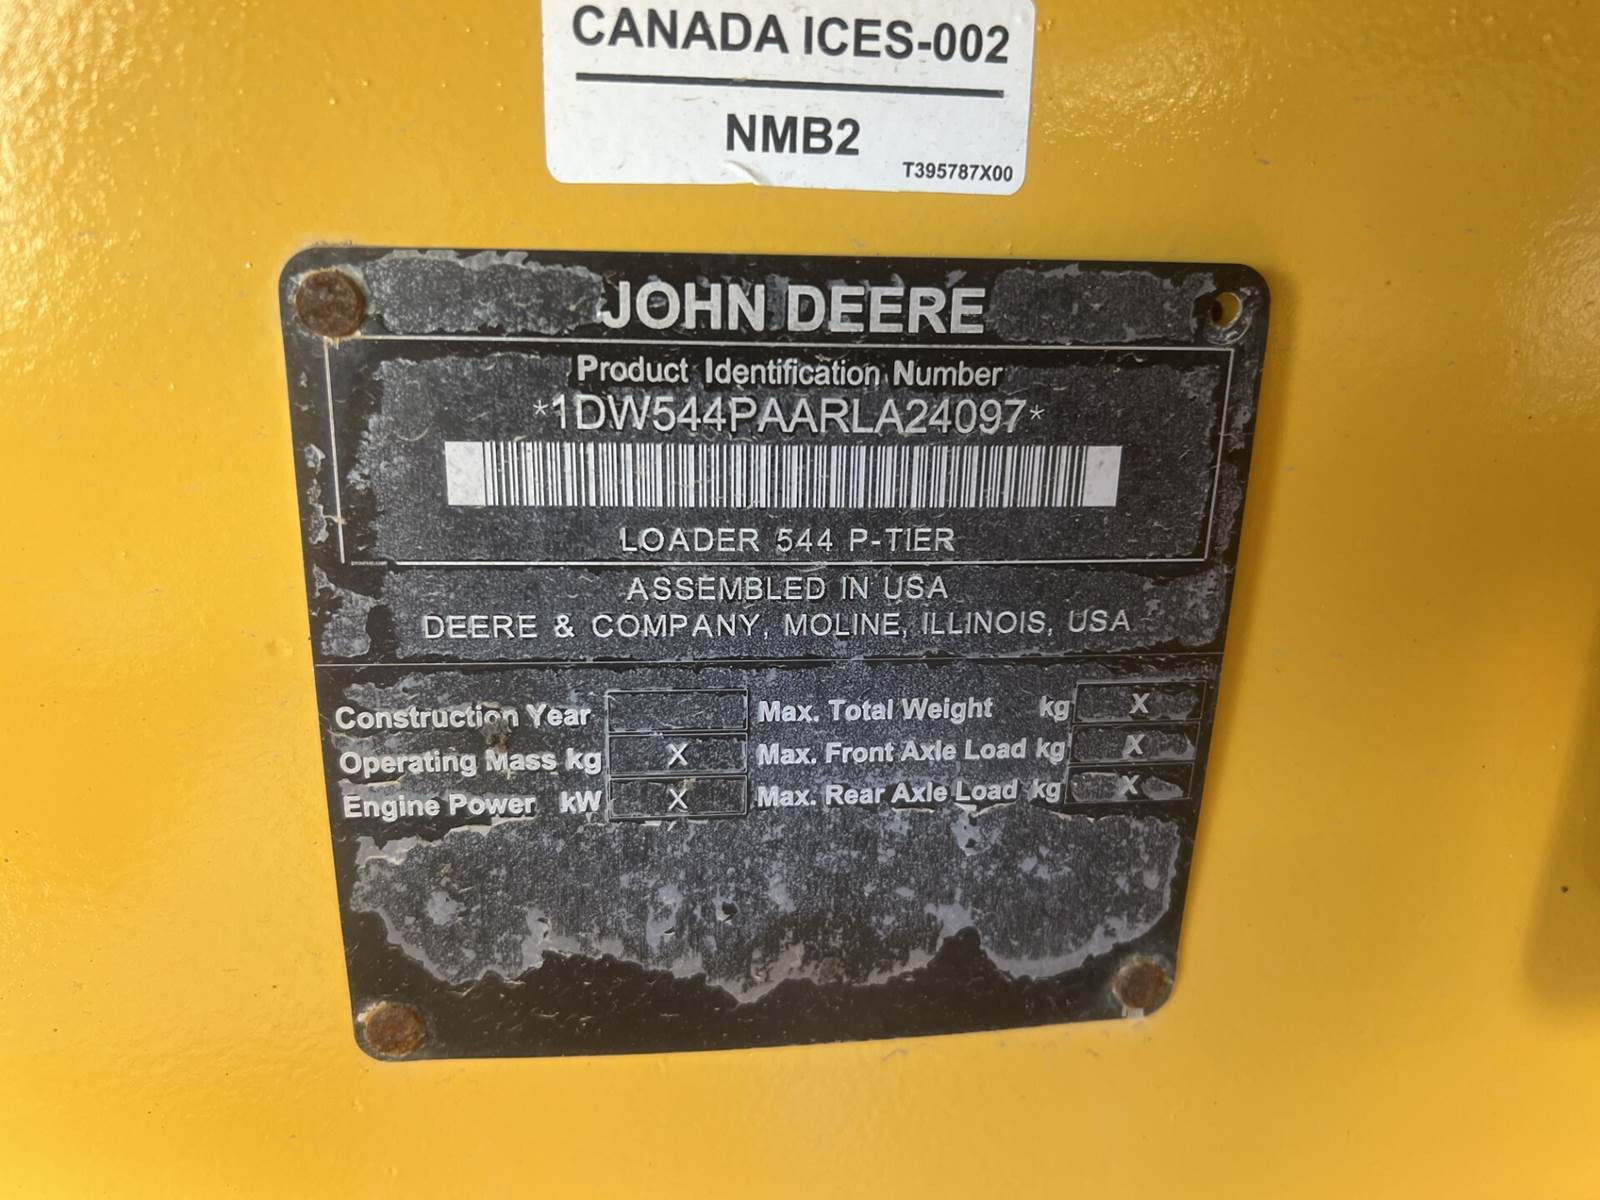 CANADA ICES-002
NMB2
T395787X00
JOHN DEERE
Product Identification Number
*1DW544PAARLA24097*
LOADER 544 P-TIER
ASSEMBLED IN USA
DEERE & COMPANY, MOLINE, ILLINOIS, USA
Construction Year
Max. Total Weight kg X
Operating Mass kg X
Max. Front Axle Load kg X
Engine Power kW X
Max. Rear Axle Load kg X